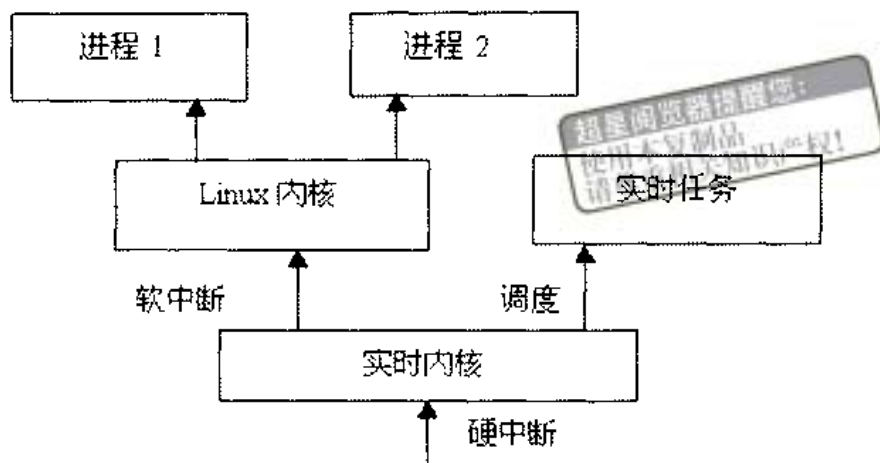 进程 1
进程 2
超星阅览器提醒您：
使用本复制品
请
权！
Linux 内核
实时任务
软中断
调度
实时内核
硬中断